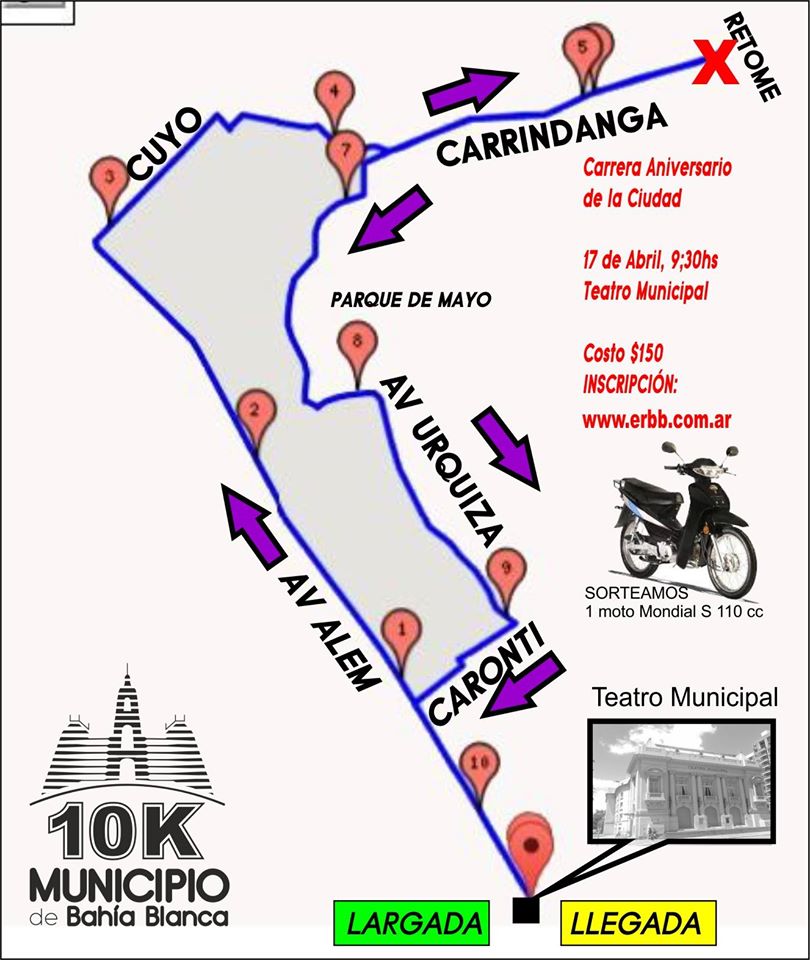 RETOME
5
4
CUYO
CARRINDANGA
7
3
Carrera Aniversario
de la Ciudad
17 de Abril, 9;30hs
Teatro Municipal
PARQUE DE MAYO
8
Costo $150
INSCRIPCIÓN:
www.erbb.com.ar
2
AV URQUIZA
9
SORTEAMOS
1 moto Mondial S 110 cc
AV ALEM
1
CARONTI
Teatro Municipal
10
10K
MUNICIPIO
de Bahía Blanca
LARGADA
LLEGADA